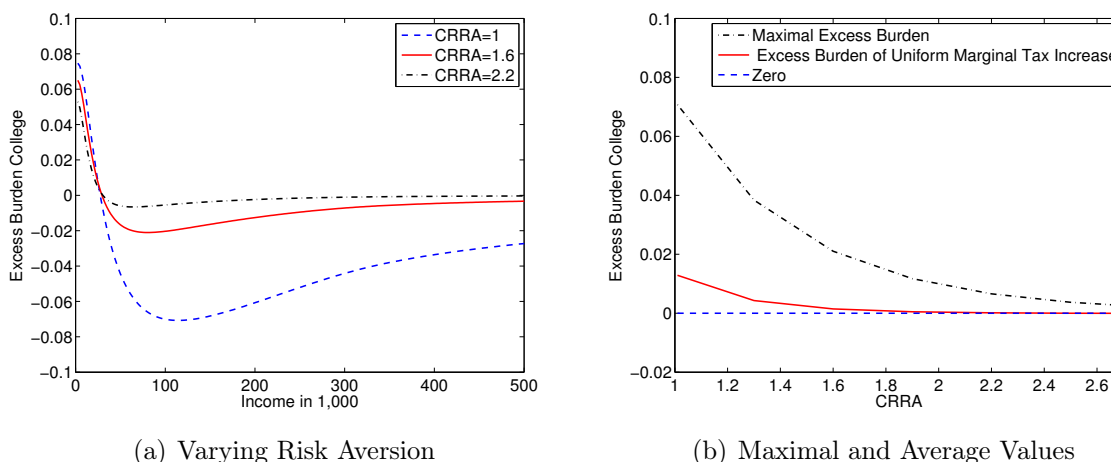 0.1
0.08
0.06
0.04
0.02
0
−0.02
−0.04
−0.06
−0.08
−0.1
Excess Burden College
0 100 200 300 400 500
Income in 1,000
CRRA=1
CRRA=1.6
CRRA=2.2
(a) Varying Risk Aversion
0.1
0.08
0.06
0.04
0.02
0
−0.02
Excess Burden College
1 1.2 1.4 1.6 1.8 2 2.2 2.4 2.6
CRRA
Maximal Excess Burden
Excess Burden of Uniform Marginal Tax Increase
Zero
(b) Maximal and Average Values